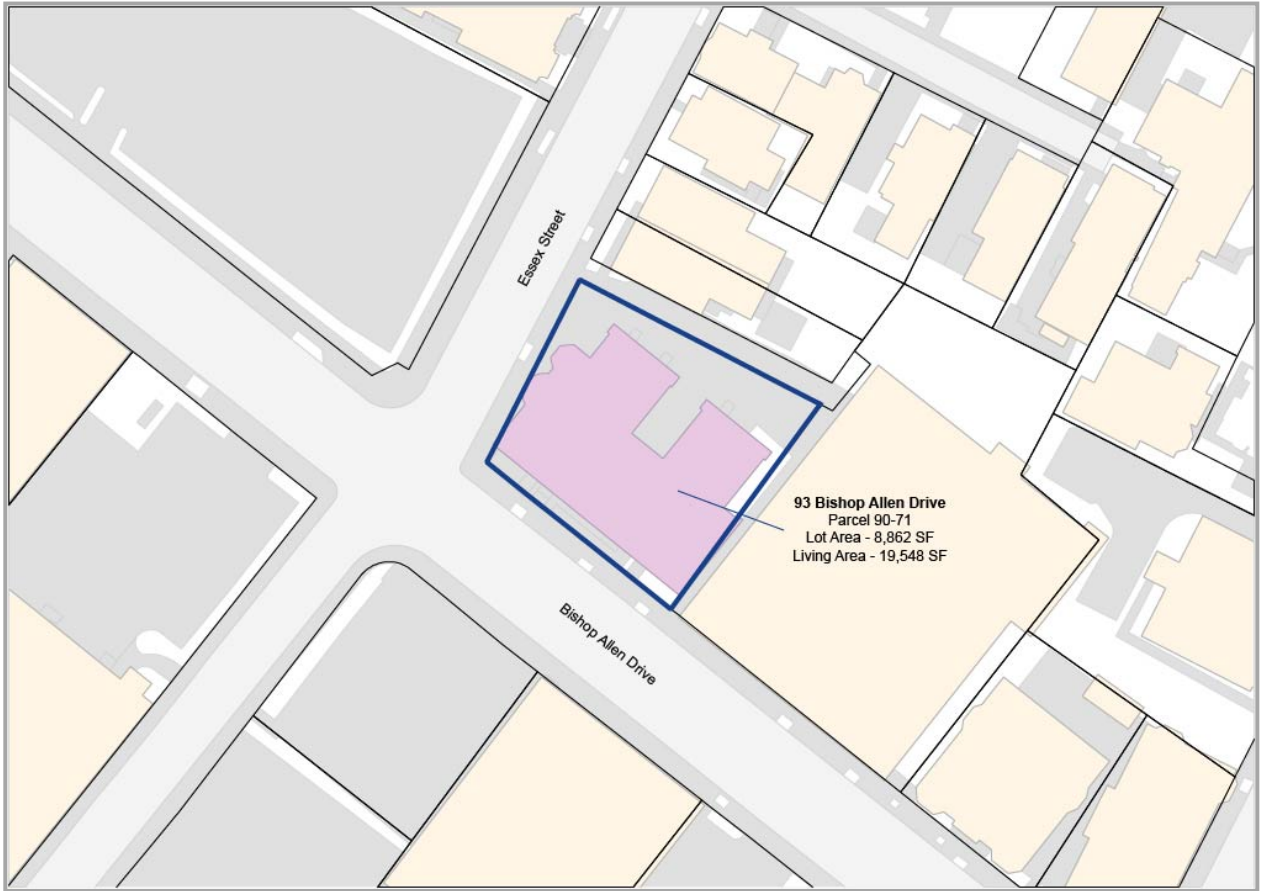 Essex Street
93 Bishop Allen Drive
Parcel 90-71
Lot Area - 8,862 SF
Living Area - 19,548 SF
Bishop Allen Drive